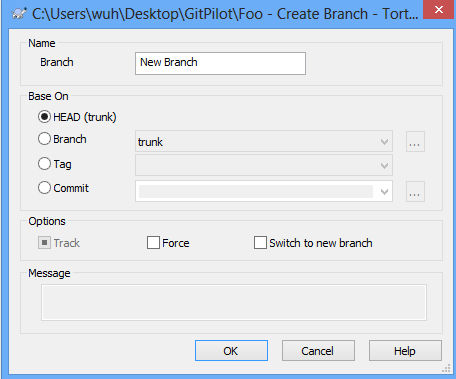 C:\Users\wuh\Desktop\GitPilot\Foo - Create Branch - Tort...
Name
Branch New Branch
Base On
HEAD (trunk)
Branch trunk ...
Tag
Commit ...
Options
Track Force Switch to new branch
Message
OK Cancel Help